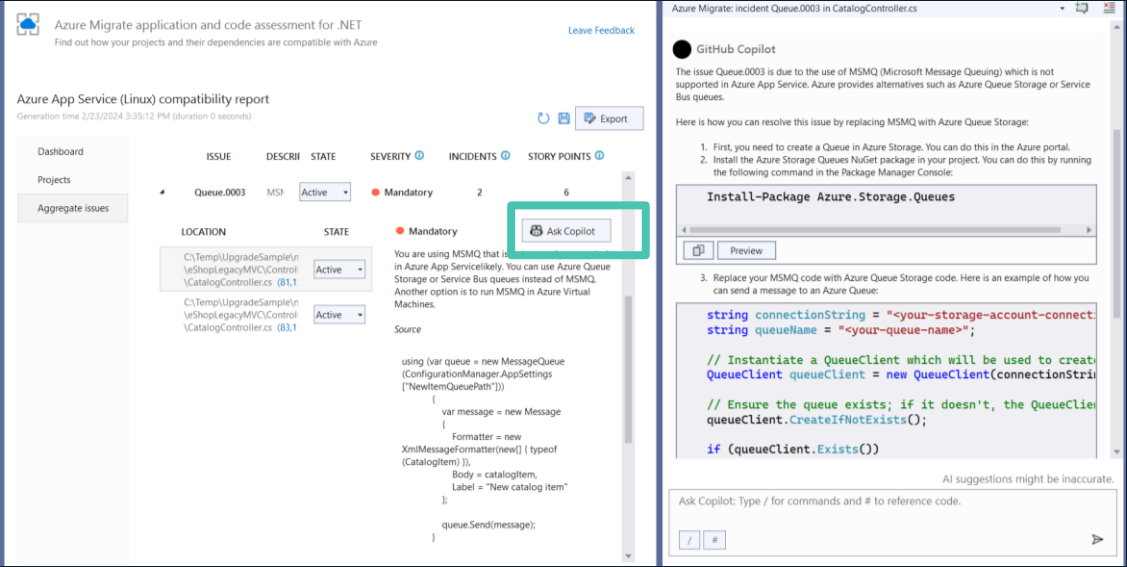 Azure Migrate application and code assessment for .NET
Find out how your projects and their dependencies are compatible with Azure
Leave Feedback
Azure App Service (Linux) compatibility report
Generation time 2/23/2024 3:35:12 PM (duration 0 seconds)
Export
Dashboard
Projects
Aggregate issues
ISSUE DESCRIF STATE SEVERITY INCIDENTS STORY POINTS
Queue.0003 MSM Active Mandatory 2 6
LOCATION STATE
Mandatory
Ask Copilot
C:\Temp\UpgradeSample\n
\eShopLegacyMVC\Controll
\CatalogController.cs (81,1
Active
C:\Temp\UpgradeSample\n
\eShopLegacyMVC\Controll
\CatalogController.cs (83,1
Active
You are using MSMQ that is
in Azure App Servicelikely. You can use Azure Queue
Storage or Service Bus queues instead of MSMQ.
Another option is to run MSMQ in Azure Virtual
Machines.
Source
using (var queue = new MessageQueue
(ConfigurationManager.AppSettings
["NewItemQueuePath"]))
{
var message = new Message
{
Formatter = new
XmlMessageFormatter(new[] { typeof
(CatalogItem) }),
Body = catalogItem,
Label = "New catalog item"
};
queue.Send(message);
}
Azure Migrate: incident Queue.0003 in CatalogController.cs
GitHub Copilot
The issue Queue.0003 is due to the use of MSMQ (Microsoft Message Queuing) which is not
supported in Azure App Service. Azure provides alternatives such as Azure Queue Storage or Service
Bus queues.
Here is how you can resolve this issue by replacing MSMQ with Azure Queue Storage:
1. First, you need to create a Queue in Azure Storage. You can do this in the Azure portal.
2. Install the Azure Storage Queues NuGet package in your project. You can do this by running
the following command in the Package Manager Console:
Install-Package Azure.Storage.Queues
Preview
3. Replace your MSMQ code with Azure Queue Storage code. Here is an example of how you
can send a message to an Azure Queue:
string connectionString = "<your-storage-account-connecti
string queueName = "<your-queue-name>";
// Instantiate a QueueClient which will be used to create
QueueClient queueClient = new QueueClient(connectionStrin
// Ensure the queue exists; if it doesn't, the QueueClien
queueClient.CreateIfNotExists();
if (queueClient.Exists())
AI suggestions might be inaccurate.
Ask Copilot: Type / for commands and # to reference code.
/ #